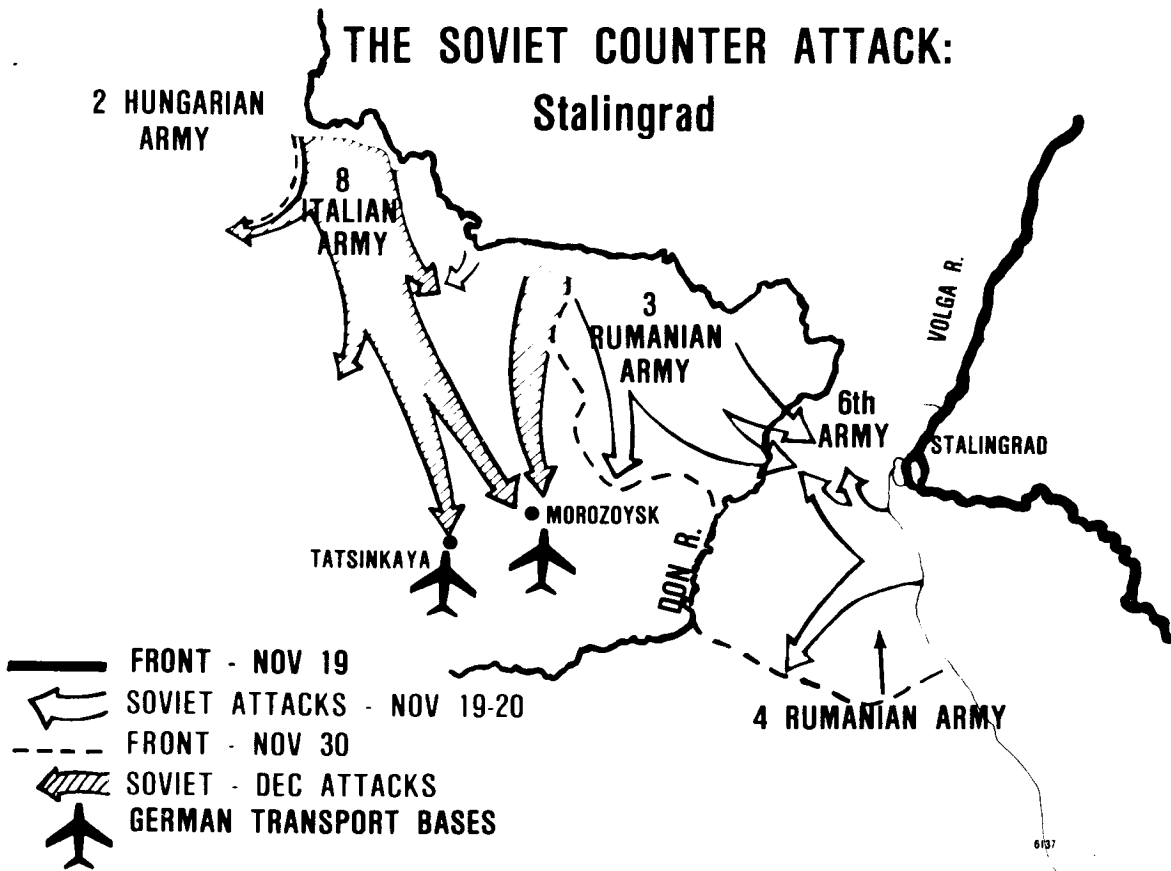 THE SOVIET COUNTER ATTACK:
Stalingrad
2 HUNGARIAN
ARMY
8
ITALIAN
ARMY
3
RUMANIAN
ARMY
VOLGA R.
6th
ARMY
STALINGRAD
MOROZOYSK
TATSINKAYA
DON R.
4 RUMANIAN ARMY
FRONT - NOV 19
SOVIET ATTACKS - NOV 19-20
FRONT - NOV 30
SOVIET - DEC ATTACKS
GERMAN TRANSPORT BASES
6137